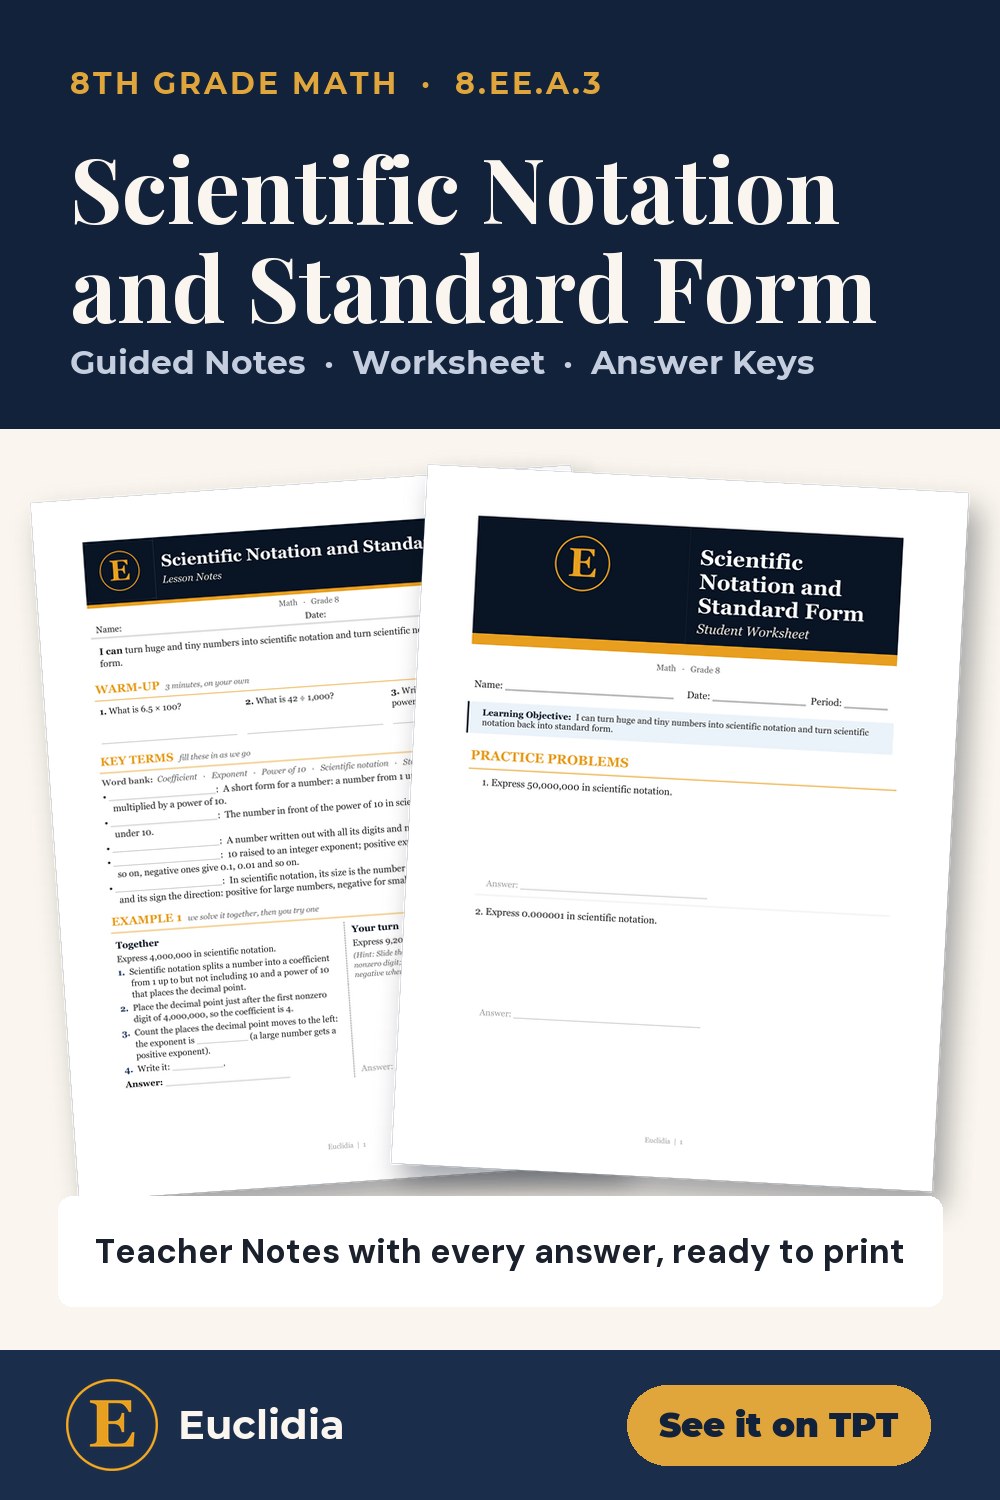 8TH GRADE MATH · 8.EE.A.3
Scientific Notation
and Standard Form
Guided Notes · Worksheet · Answer Keys
E
Scientific Notation and Standa
Lesson Notes
Math · Grade 8
Name:
Date:
I can turn huge and tiny numbers into scientific notation and turn scientific no
form.
WARM-UP 3 minutes, on your own
1. What is 6.5 × 100?
2. What is 42 ÷ 1,000?
3. Wri
power
KEY TERMS fill these in as we go
Word bank: Coefficient · Exponent · Power of 10 · Scientific notation · St
• : A short form for a number: a number from 1 u
multiplied by a power of 10.
• : The number in front of the power of 10 in scie
under 10.
• : A number written out with all its digits and n
• : 10 raised to an integer exponent; positive ex
so on, negative ones give 0.1, 0.01 and so on.
• : In scientific notation, its size is the number
and its sign the direction: positive for large numbers, negative for smal
EXAMPLE 1 we solve it together, then you try one
Together
Express 4,000,000 in scientific notation.
1. Scientific notation splits a number into a coefficient
from 1 up to but not including 10 and a power of 10
that places the decimal point.
2. Place the decimal point just after the first nonzero
digit of 4,000,000, so the coefficient is 4.
3. Count the places the decimal point moves to the left:
the exponent is (a large number gets a
positive exponent).
4. Write it: .
Answer:
Your turn
Express 9,20
(Hint: Slide th
nonzero digit;
negative whe
Answer:
Euclidia | 1
E
Scientific
Notation and
Standard Form
Student Worksheet
Math · Grade 8
Name: Date: Period:
Learning Objective: I can turn huge and tiny numbers into scientific notation and turn scientific
notation back into standard form.
PRACTICE PROBLEMS
1. Express 50,000,000 in scientific notation.
Answer:
2. Express 0.000001 in scientific notation.
Answer:
Euclidia | 1
Teacher Notes with every answer, ready to print
E
Euclidia
See it on TPT